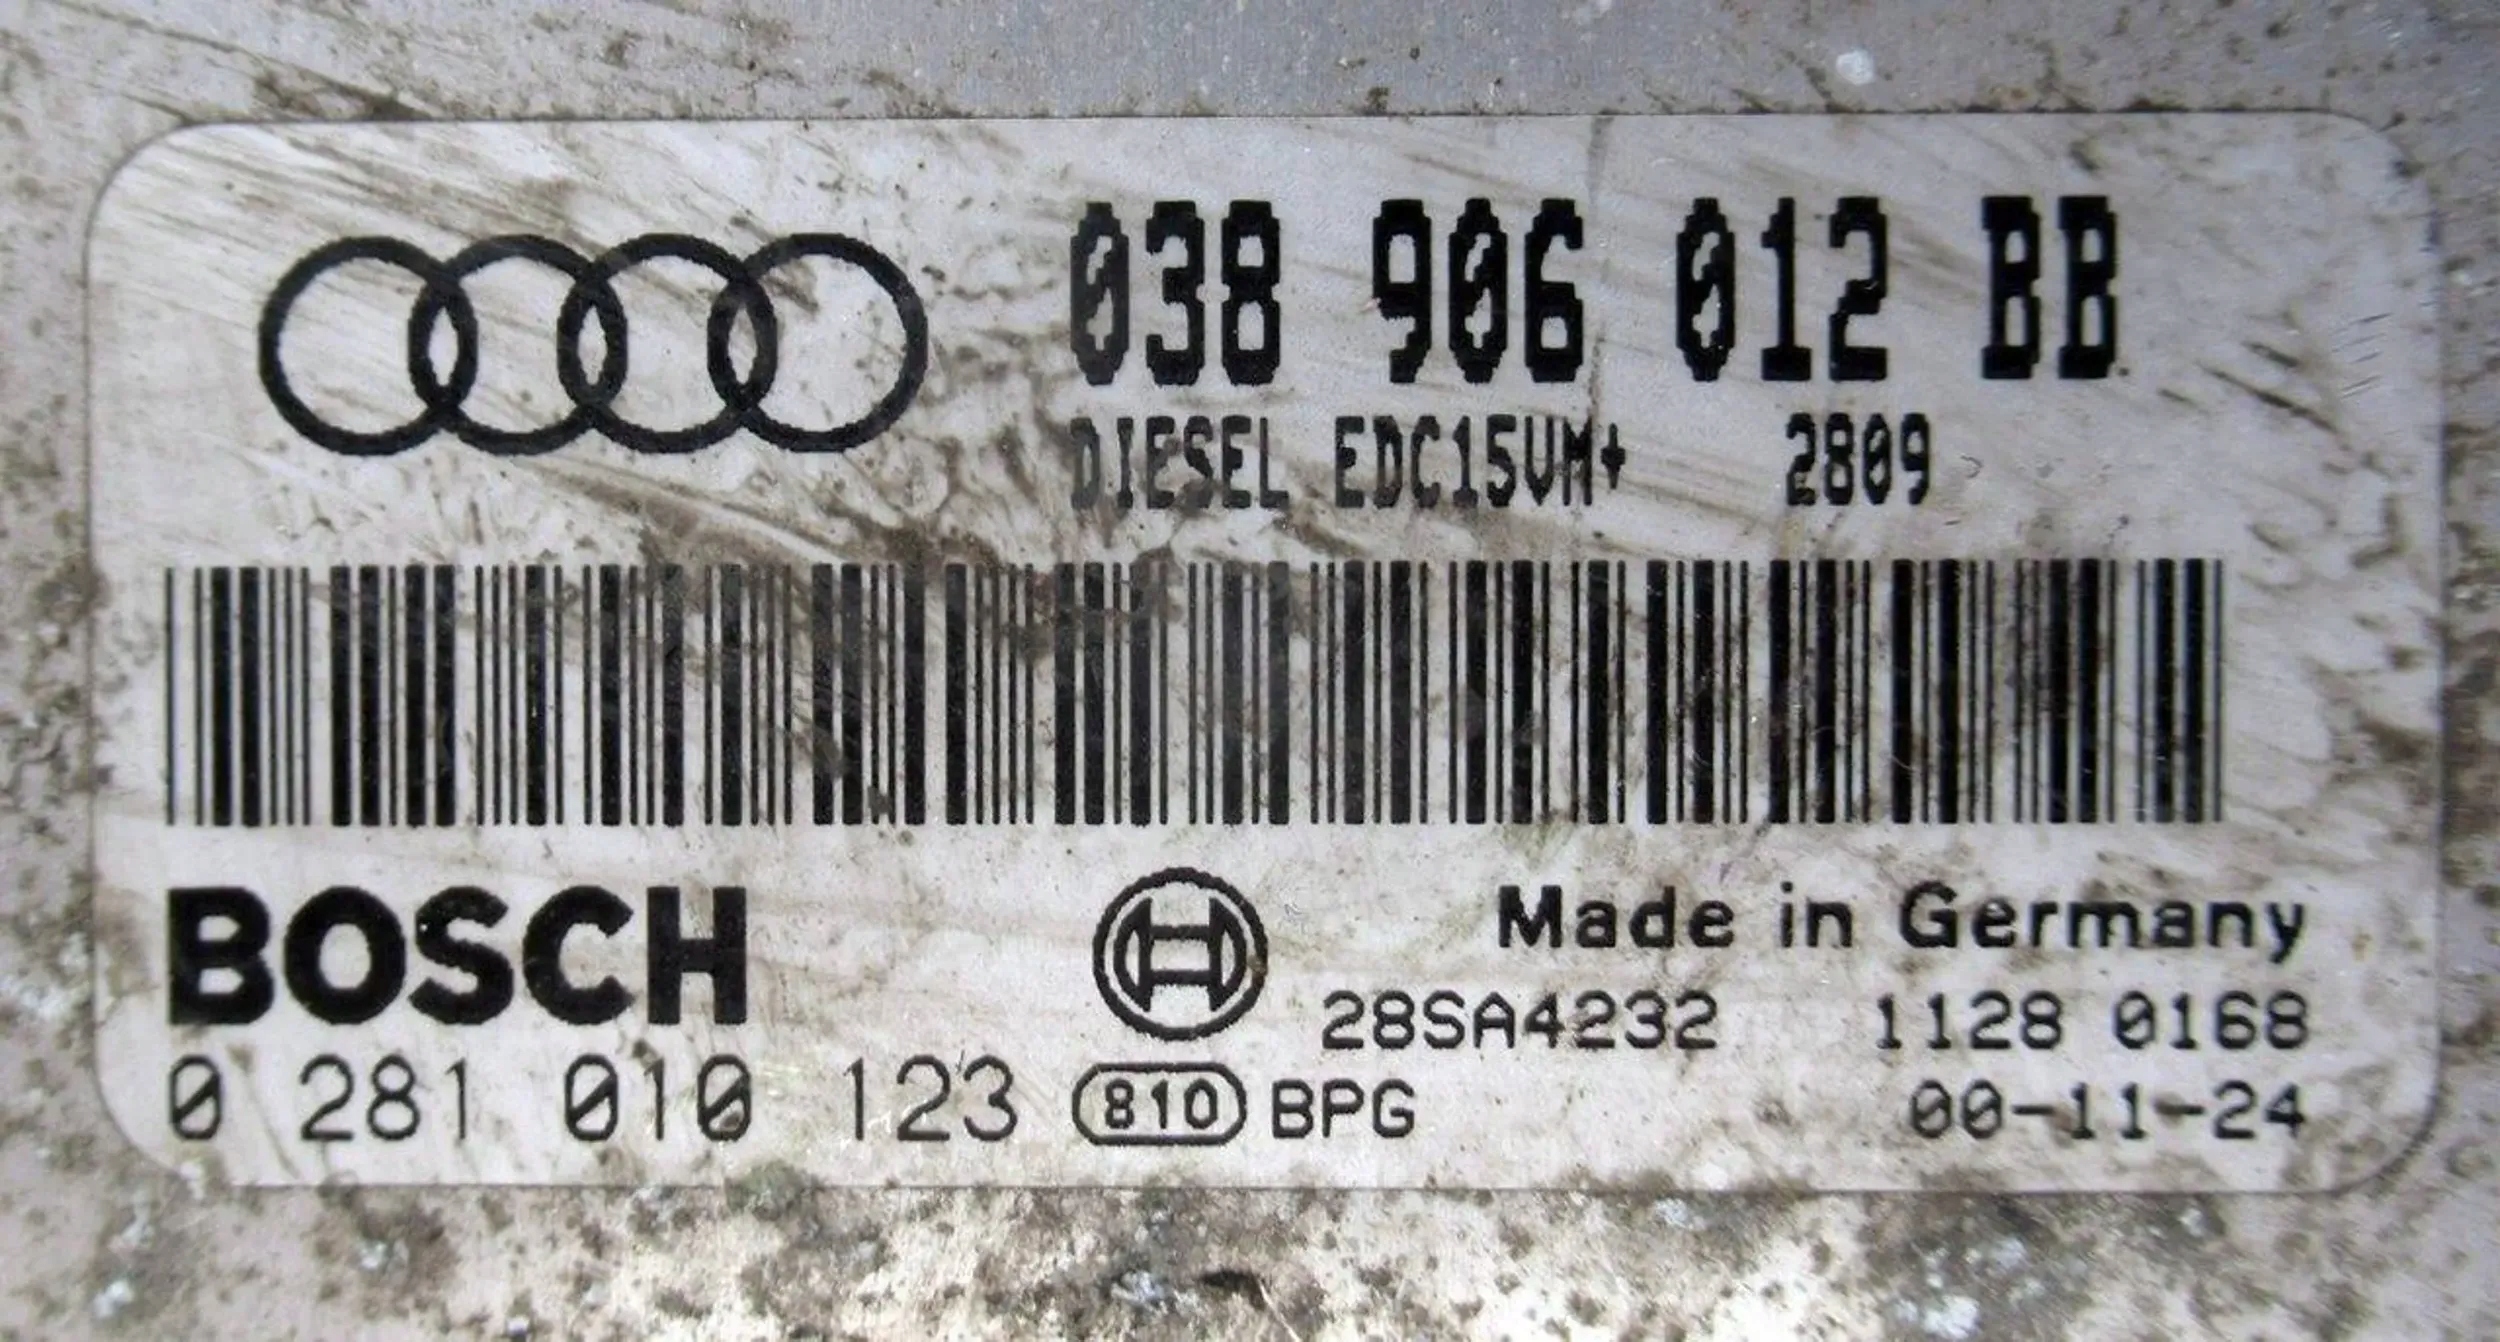 038 906 012 BB
DIESEL EDC15VM+ 2809
BOSCH
Made in Germany
28SA4232 1128 0168
0 281 010 123 810 BPG 00-11-24